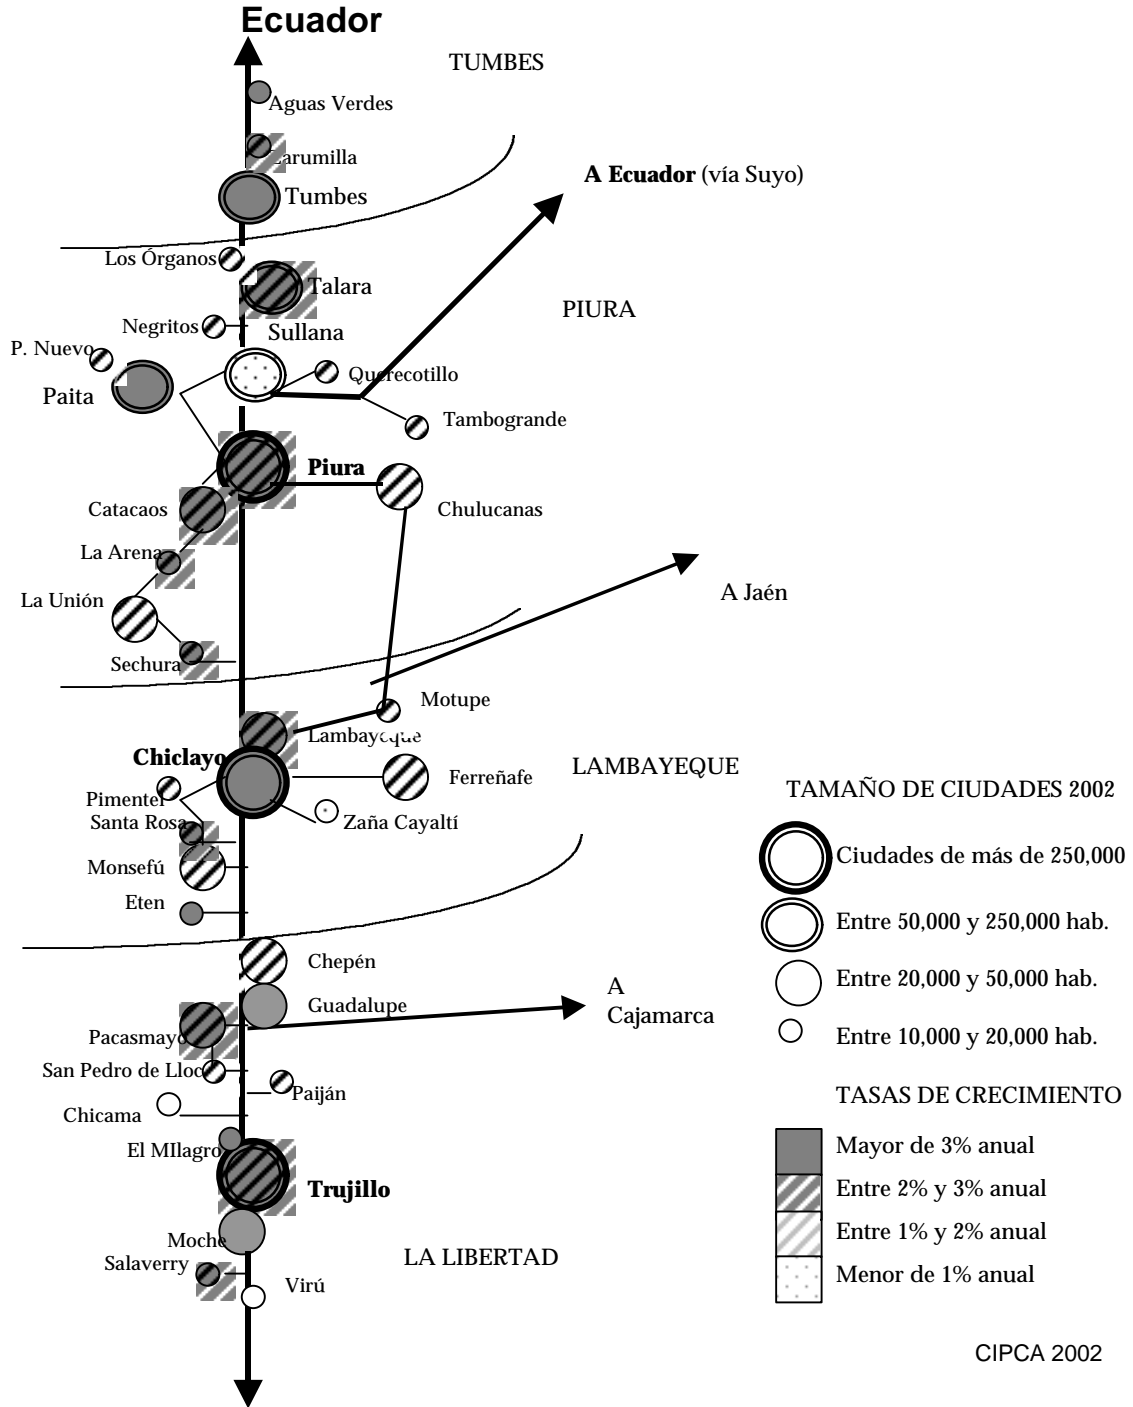 Ecuador
TUMBES
Aguas Verdes
Zarumilla
A Ecuador (vía Suyo)
Tumbes
Los Órganos
Talara
PIURA
Negritos
Sullana
P. Nuevo
Querecotillo
Paita
Tambogrande
Piura
Catacaos
Chulucanas
La Arena
A Jaén
La Unión
Sechura
Motupe
Lambayeque
Chiclayo
Ferreñafe
LAMBAYEQUE
Pimentel
Santa Rosa
Zaña Cayaltí
Monsefú
Eten
Chepén
Guadalupe
A
Cajamarca
Pacasmayo
San Pedro de Lloc
Paiján
Chicama
El MIlagro
Trujillo
Moche
Salaverry
LA LIBERTAD
Virú
TAMAÑO DE CIUDADES 2002
Ciudades de más de 250,000
Entre 50,000 y 250,000 hab.
Entre 20,000 y 50,000 hab.
Entre 10,000 y 20,000 hab.
TASAS DE CRECIMIENTO
Mayor de 3% anual
Entre 2% y 3% anual
Entre 1% y 2% anual
Menor de 1% anual
CIPCA 2002